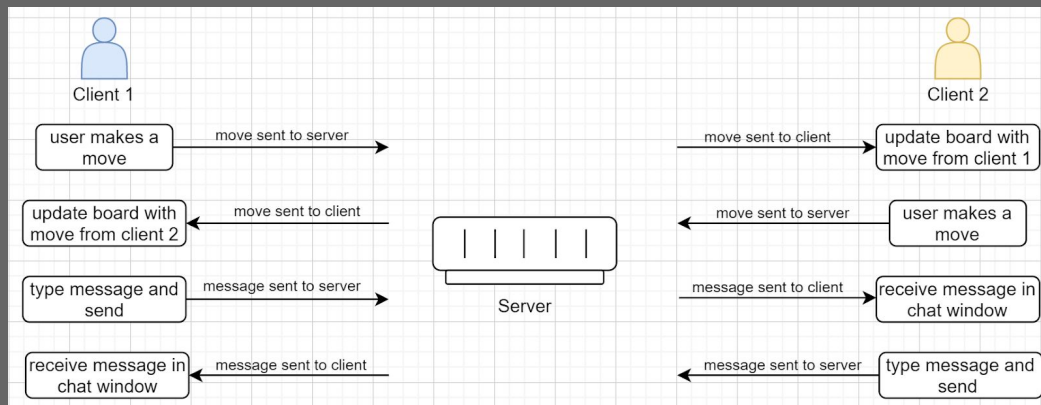 Client 1
Client 2
user makes a
move
move sent to server
move sent to client
update board with
move from client 1
update board with
move from client 2
move sent to client
move sent to server
user makes a
move
type message and
send
message sent to server
message sent to client
receive message in
chat window
Server
receive message in
chat window
message sent to client
message sent to server
type message and
send